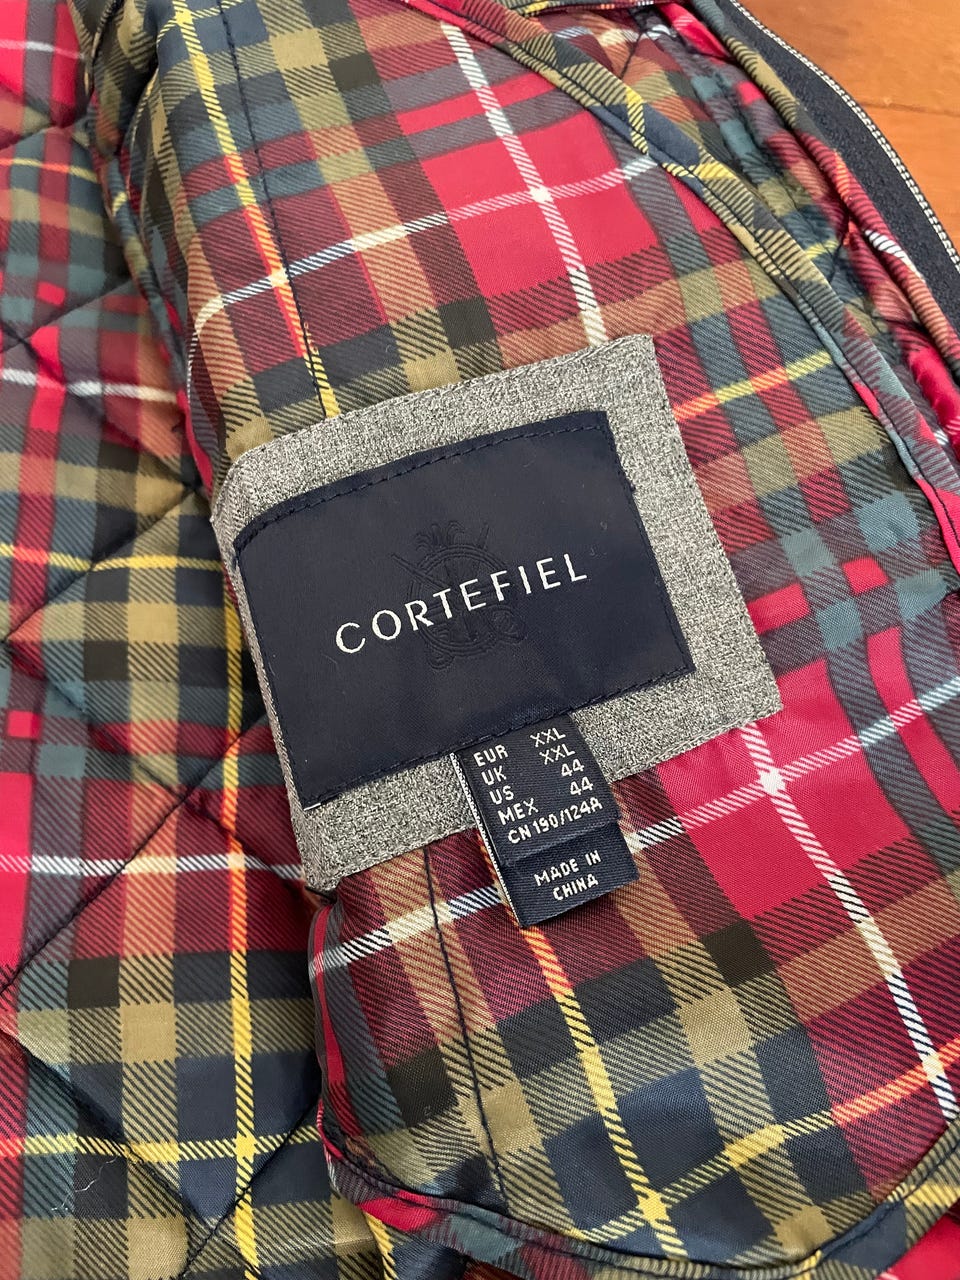 CORTEFIEL
EUR XXL
UK XXL
US 44
MEX 44
CN 190/124A
MADE IN
CHINA